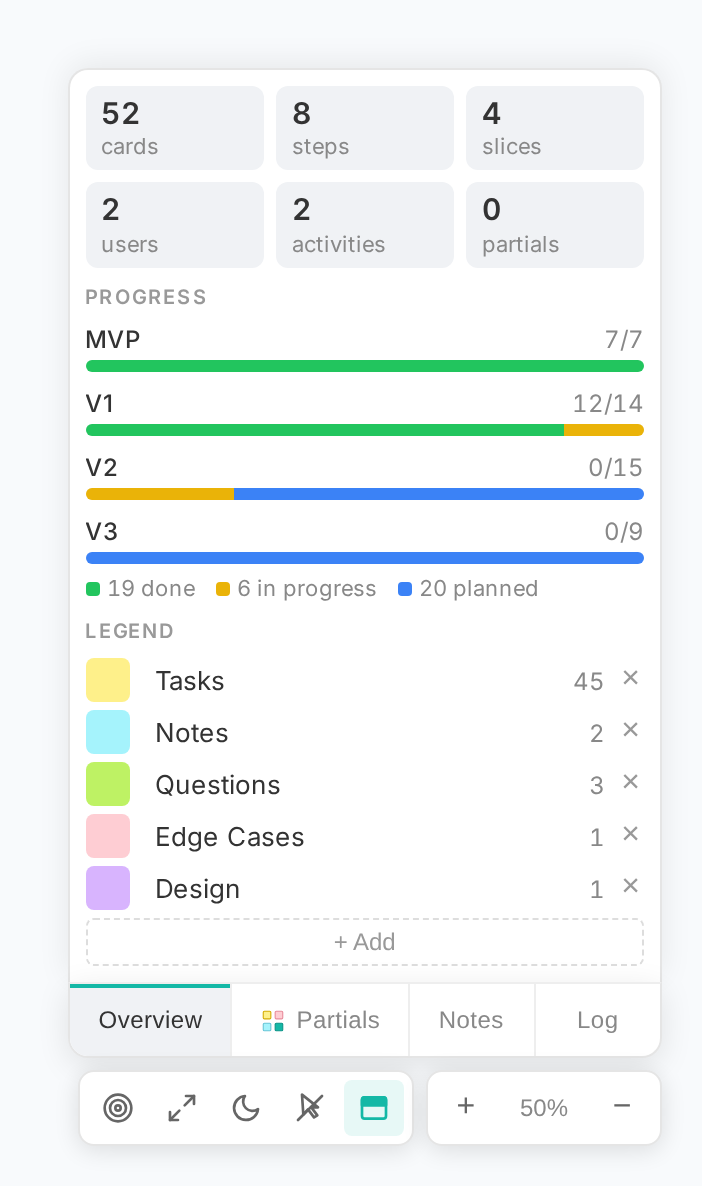 52 8 4
cards steps slices
2 2 0
users activities partials
PROGRESS
MVP 7/7
V1 12/14
V2 0/15
V3 0/9
19 done 6 in progress 20 planned
LEGEND
Tasks 45 ×
Notes 2 ×
Questions 3 ×
Edge Cases 1 ×
Design 1 ×
+ Add
Overview Partials Notes Log
+ 50% −